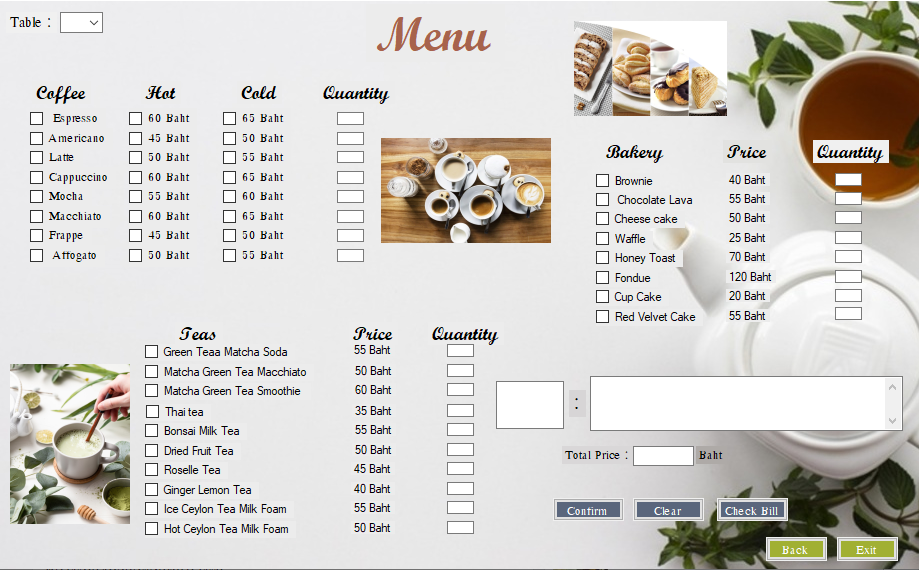 Table :
Menu
Coffee Hot Cold Quantity
Espresso 60 Baht 65 Baht
Americano 45 Baht 50 Baht
Latte 50 Baht 55 Baht
Cappuccino 60 Baht 65 Baht
Mocha 55 Baht 60 Baht
Macchiato 60 Baht 65 Baht
Frappe 45 Baht 50 Baht
Affogato 50 Baht 55 Baht
Bakery Price Quantity
Brownie 40 Baht
Chocolate Lava 55 Baht
Cheese cake 50 Baht
Waffle 25 Baht
Honey Toast 70 Baht
Fondue 120 Baht
Cup Cake 20 Baht
Red Velvet Cake 55 Baht
Teas Price Quantity
Green Teaa Matcha Soda 55 Baht
Matcha Green Tea Macchiato 50 Baht
Matcha Green Tea Smoothie 60 Baht
Thai tea 35 Baht
Bonsai Milk Tea 55 Baht
Dried Fruit Tea 50 Baht
Roselle Tea 45 Baht
Ginger Lemon Tea 40 Baht
Ice Ceylon Tea Milk Foam 55 Baht
Hot Ceylon Tea Milk Foam 50 Baht
:
Total Price : Baht
Confirm Clear Check Bill
Back Exit